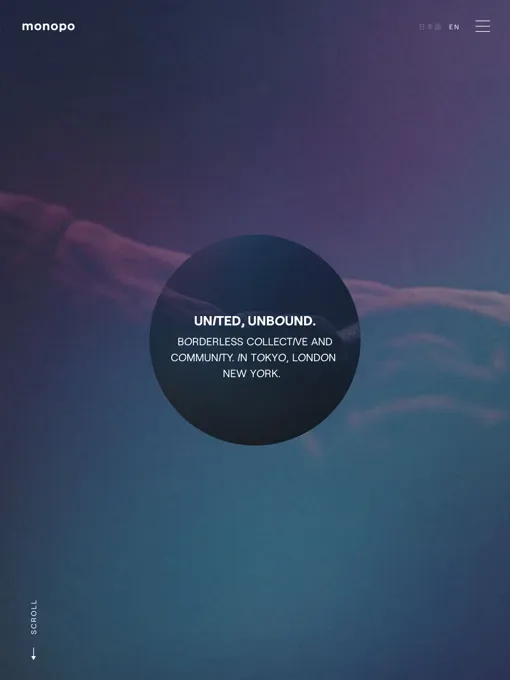 monopo
日本語 EN
UNITED, UNBOUND.
BORDERLESS COLLECTIVE AND
COMMUNITY. IN TOKYO, LONDON
NEW YORK.
SCROLL